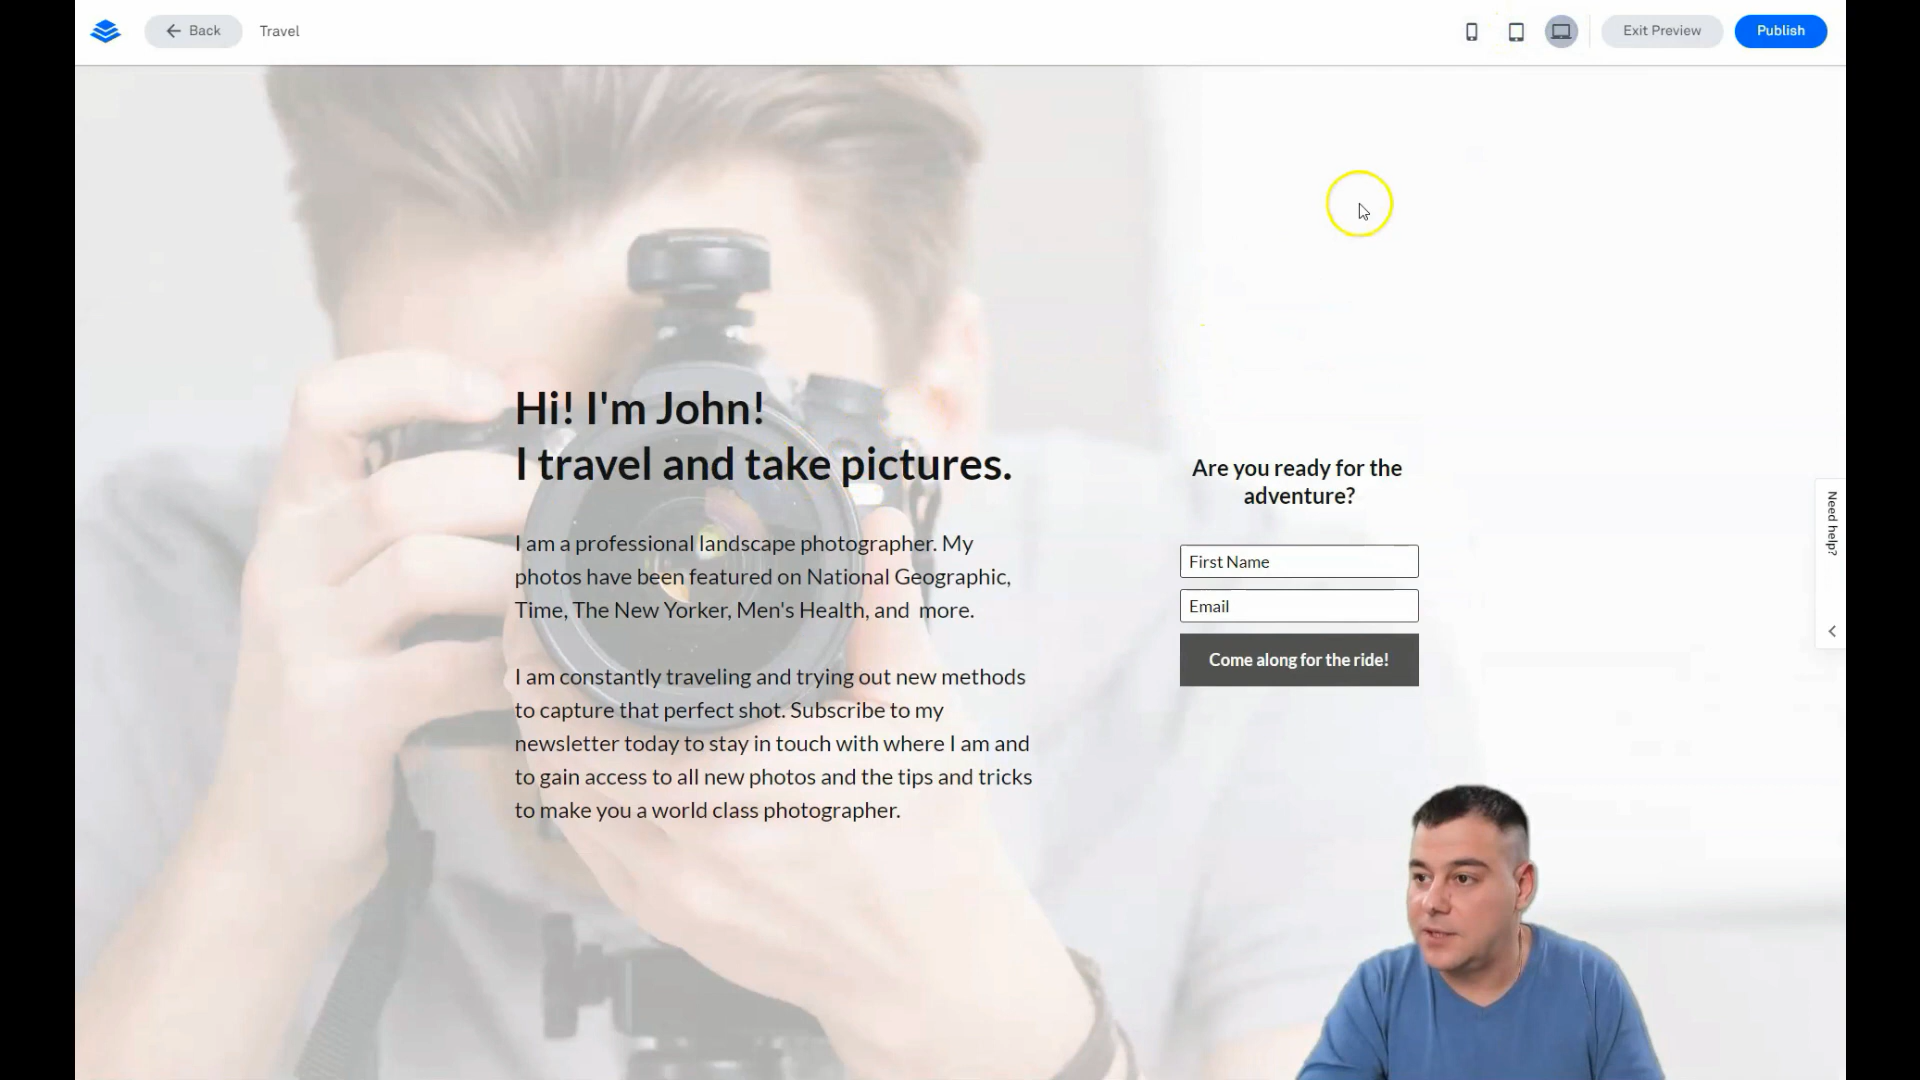 Back
Travel
Exit Preview
Publish
Hi! I'm John!
I travel and take pictures.
I am a professional landscape photographer. My
photos have been featured on National Geographic,
Time, The New Yorker, Men's Health, and more.
I am constantly traveling and trying out new methods
to capture that perfect shot. Subscribe to my
newsletter today to stay in touch with where I am and
to gain access to all new photos and the tips and tricks
to make you a world class photographer.
Are you ready for the
adventure?
First Name
Email
Come along for the ride!
Need help?